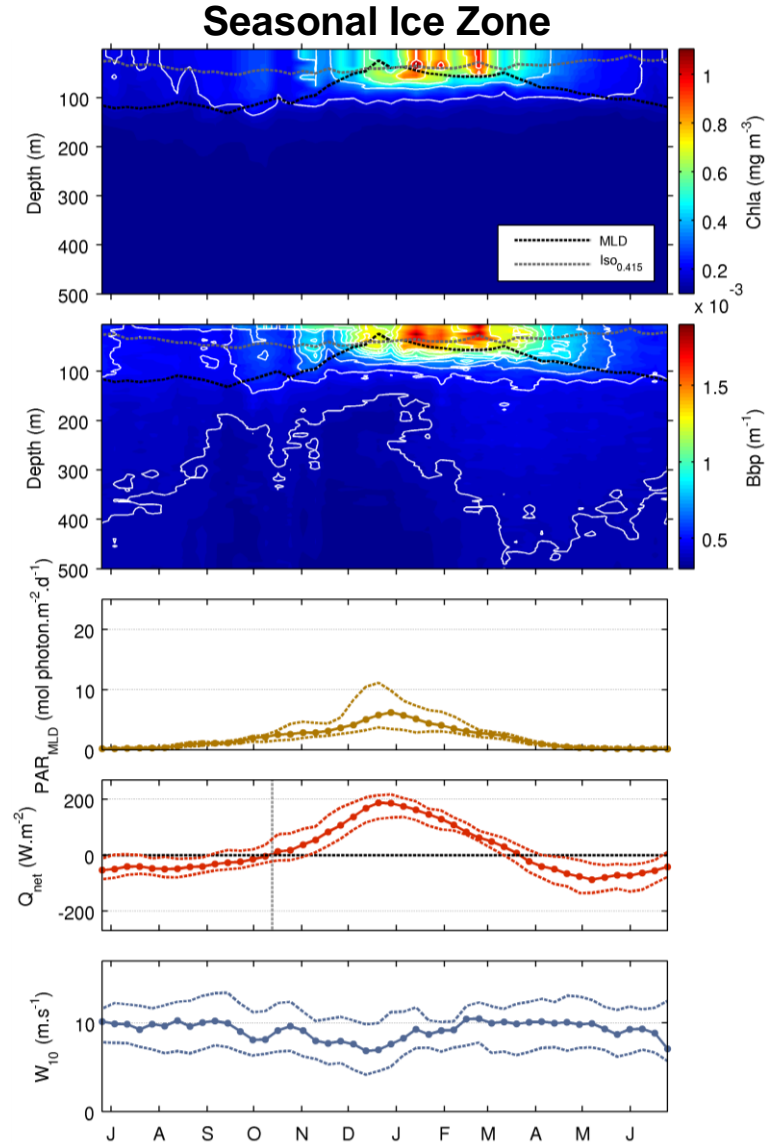 Seasonal Ice Zone
Depth (m)
100
200
300
400
500
MLD
Iso0.415
1
0.8
0.6
0.4
0.2
Chla (mg m-3)
x 10-3
Depth (m)
100
200
300
400
500
1.5
1
0.5
Bbp (m-1)
PARMLD (mol photon.m-2.d-1)
20
10
0
Qnet (W.m-2)
200
0
-200
W10 (m.s-1)
10
0
J A S O N D J F M A M J